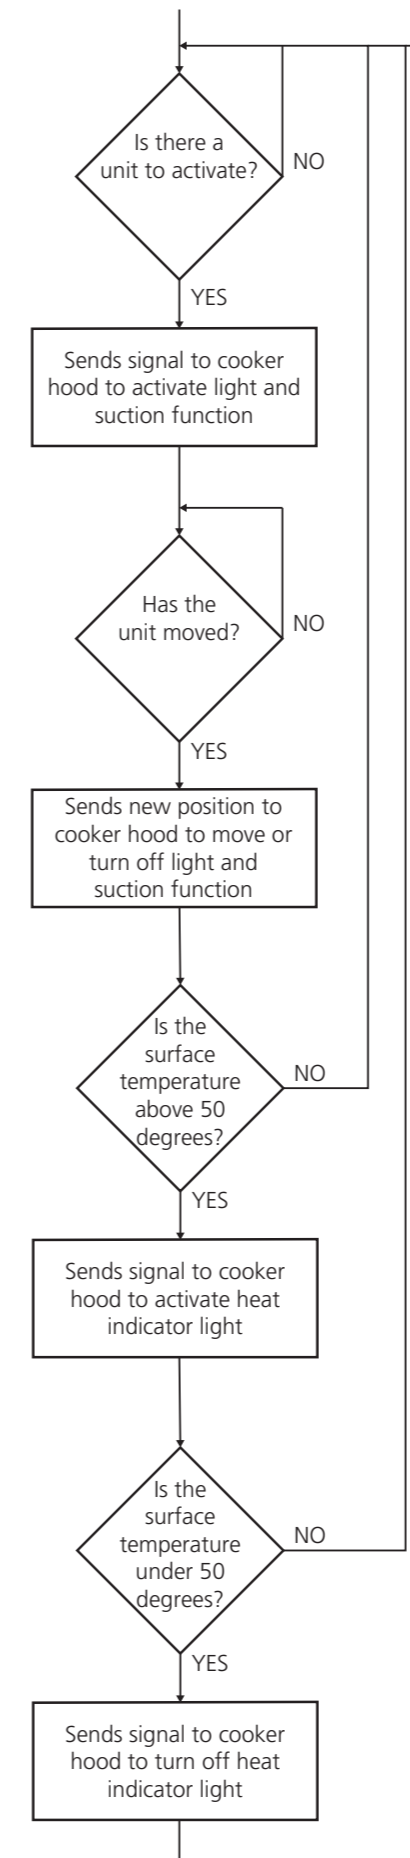 Is there a
unit to activate?
NO
YES
Sends signal to cooker
hood to activate light and
suction function
Has the
unit moved?
NO
YES
Sends new position to
cooker hood to move or
turn off light and
suction function
Is the
surface
temperature
above 50
degrees?
NO
YES
Sends signal to cooker
hood to activate heat
indicator light
Is the
surface
temperature
under 50
degrees?
NO
YES
Sends signal to cooker
hood to turn off heat
indicator light